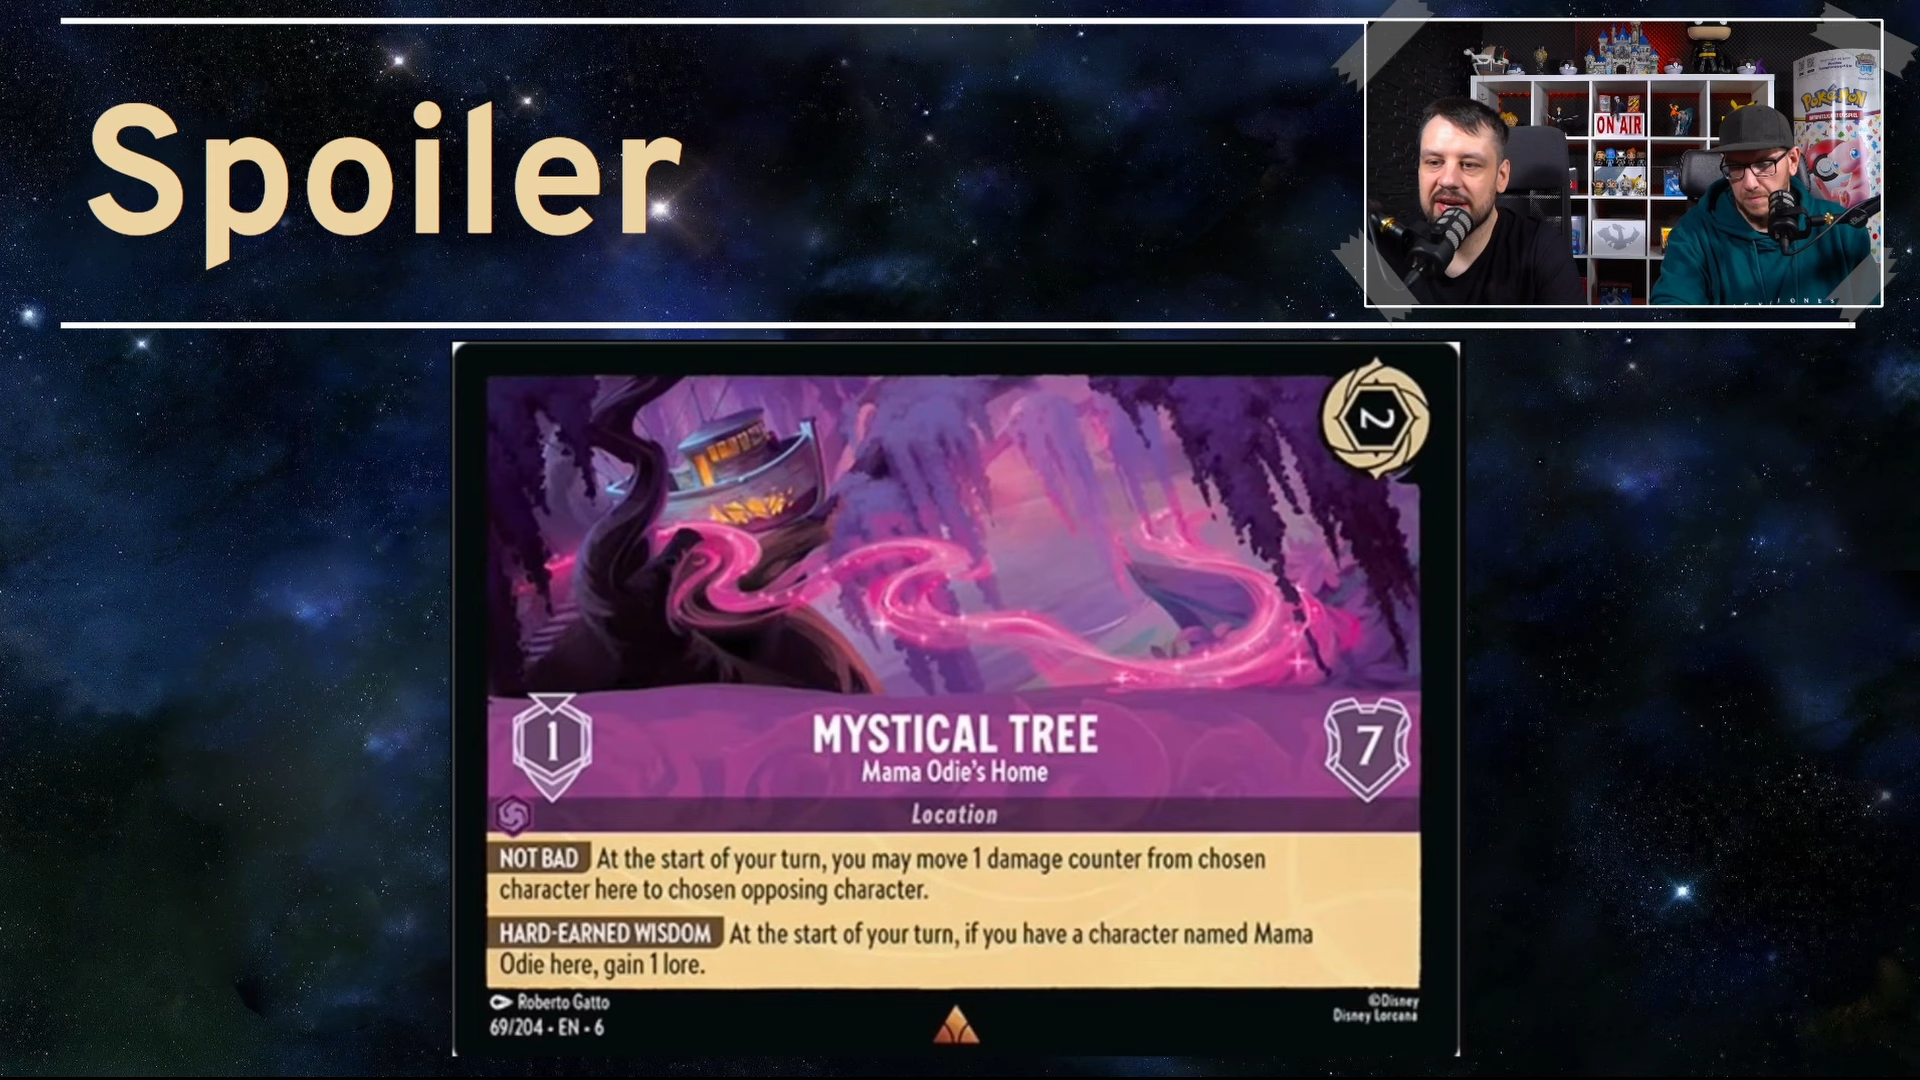 Spoiler
ON AIR
POKÉMON
JONES
2
1
MYSTICAL TREE
7
Mama Odie's Home
Location
NOT BAD At the start of your turn, you may move 1 damage counter from chosen
character here to chosen opposing character.
HARD-EARNED WISDOM At the start of your turn, if you have a character named Mama
Odie here, gain 1 lore.
Roberto Gatto
©Disney
69/204 • EN • 6
Disney Lorcana